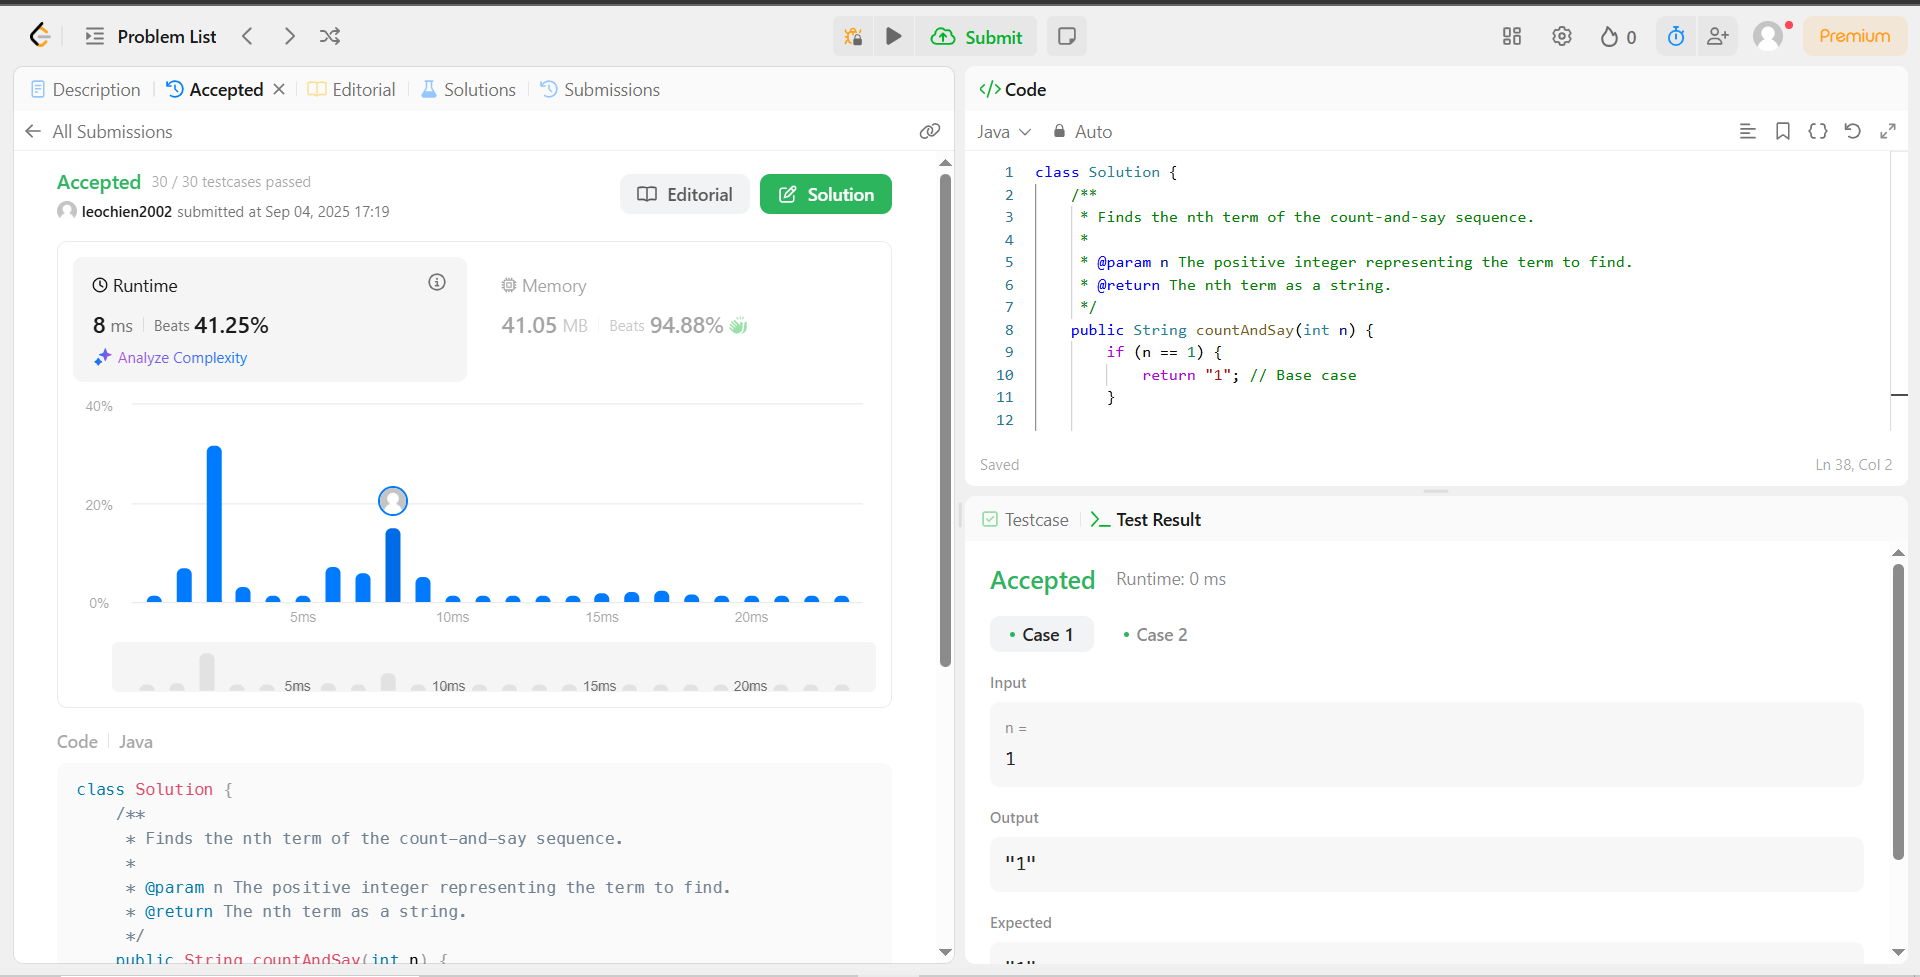 Problem List
Submit
0
Premium
Description
Accepted
Editorial
Solutions
Submissions
All Submissions
Accepted 30 / 30 testcases passed
leochien2002 submitted at Sep 04, 2025 17:19
Editorial
Solution
Runtime
8 ms Beats 41.25%
Analyze Complexity
Memory
41.05 MB Beats 94.88%
40%
20%
0%
5ms 10ms 15ms 20ms
5ms 10ms 15ms 20ms
Code Java
class Solution {
/**
* Finds the nth term of the count-and-say sequence.
*
* @param n The positive integer representing the term to find.
* @return The nth term as a string.
*/
public String countAndSay(int n) {
</> Code
Java Auto
1 class Solution {
2 /**
3 * Finds the nth term of the count-and-say sequence.
4 *
5 * @param n The positive integer representing the term to find.
6 * @return The nth term as a string.
7 */
8 public String countAndSay(int n) {
9 if (n == 1) {
10 return "1"; // Base case
11 }
12
Saved Ln 38, Col 2
Testcase
Test Result
Accepted Runtime: 0 ms
• Case 1 • Case 2
Input
n =
1
Output
"1"
Expected
"1"